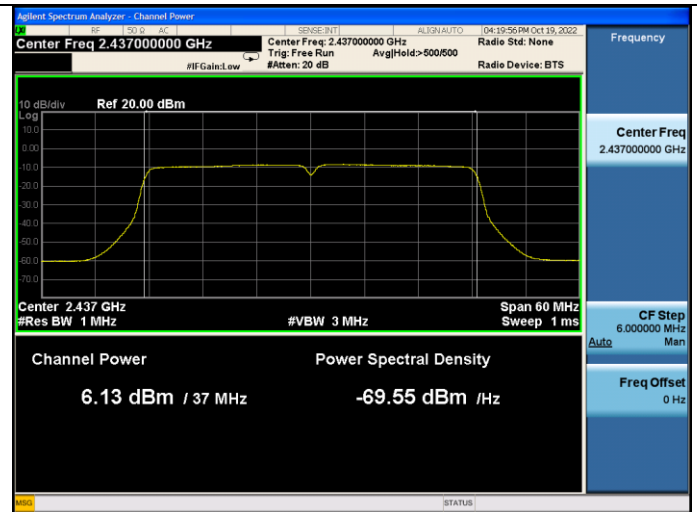 Agilent Spectrum Analyzer - Channel Power
RF 50 Ω AC SENSE:INT ALIGN AUTO 04:19:56 PM Oct 19, 2022
Center Freq 2.437000000 GHz
Center Freq: 2.437000000 GHz
Radio Std: None
Trig: Free Run Avg|Hold:>500/500
#IFGain:Low
#Atten: 20 dB
Radio Device: BTS
Frequency
10 dB/div Ref 20.00 dBm
Log
10.0
0.00
-10.0
-20.0
-30.0
-40.0
-50.0
-60.0
-70.0
Center 2.437 GHz Span 60 MHz
#Res BW 1 MHz #VBW 3 MHz Sweep 1 ms
Channel Power Power Spectral Density
6.13 dBm / 37 MHz -69.55 dBm /Hz
Center Freq
2.437000000 GHz
CF Step
6.000000 MHz
Auto Man
Freq Offset
0 Hz
MSG STATUS